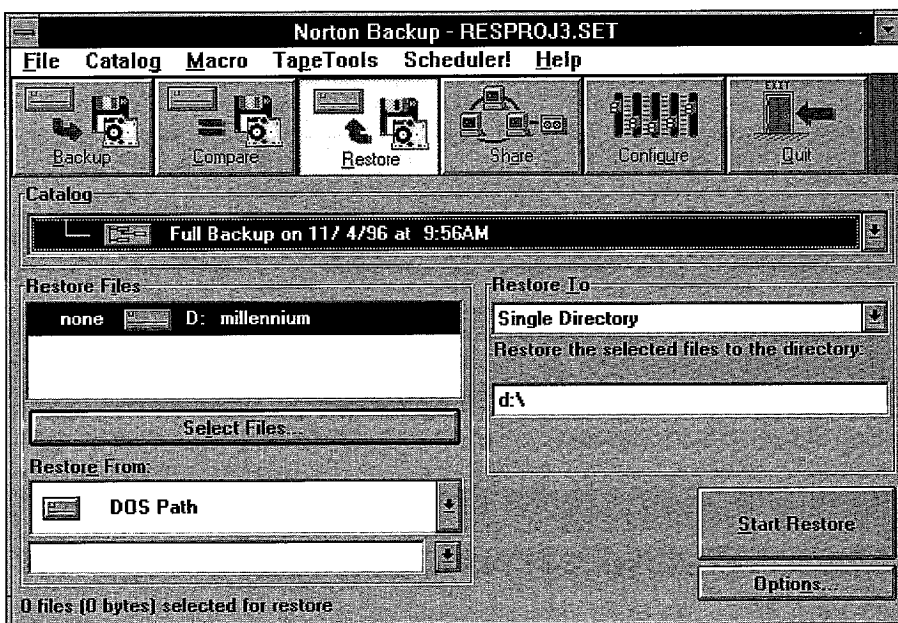 Norton Backup - RESPROJ3.SET
File Catalog Macro TapeTools Scheduler! Help
EXIT
Backup Compare Restore Share Configure Quit
Catalog
Full Backup on 11/ 4/96 at 9:56AM
Restore Files
none D: millennium
Select Files...
Restore From:
DOS Path
Restore To
Single Directory
Restore the selected files to the directory:
d:\
Start Restore
Options...
0 files (0 bytes) selected for restore